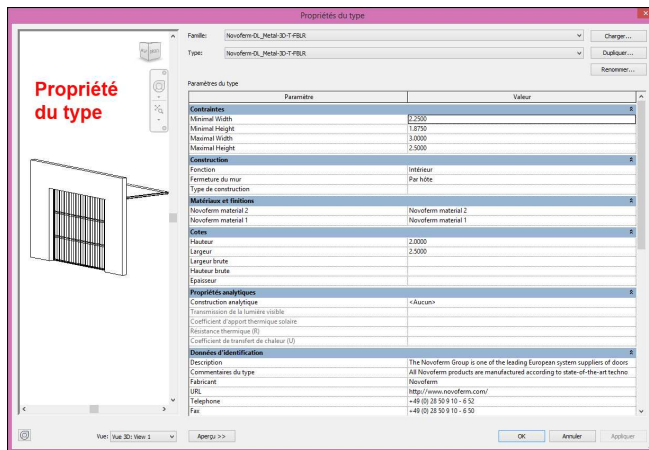 Propriétés du type
Famille: Novoferm-DL_Metal-3D-T-FBLR Charger...
Type: Novoferm-DL_Metal-3D-T-FBLR Dupliquer...
Renommer...
Propriété
du type
Paramètres du type
Paramètre Valeur
Contraintes
Minimal Width 2.2500
Minimal Height 1.8750
Maximal Width 3.0000
Maximal Height 2.5000
Construction
Fonction Intérieur
Fermeture du mur Par hôte
Type de construction
Matériaux et finitions
Novoferm material 2 Novoferm material 2
Novoferm material 1 Novoferm material 1
Cotes
Hauteur 2.0000
Largeur 2.5000
Largeur brute
Hauteur brute
Epaisseur
Propriétés analytiques
Construction analytique <Aucun>
Transmission de la lumière visible
Coefficient d'apport thermique solaire
Résistance thermique (R)
Coefficient de transfert de chaleur (U)
Données d'identification
Description The Novoferm Group is one of the leading European system suppliers of doors
Commentaires du type All Novoferm products are manufactured according to state-of-the-art techno
Fabricant Novoferm
URL http://www.novoferm.com/
Telephone +49 (0) 28 50 9 10 - 6 52
Fax +49 (0) 28 50 9 10 - 6 50
Vue: Vue 3D: View 1 Aperçu >> OK Annuler Appliquer